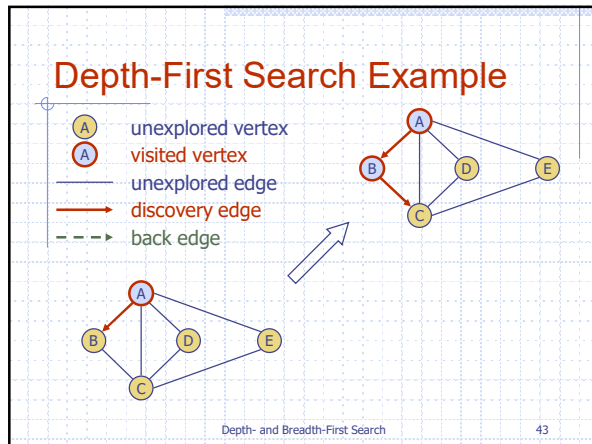 Depth-First Search Example
A unexplored vertex
A visited vertex
unexplored edge
discovery edge
back edge
A
B
D
E
C
A
B
D
E
C
Depth- and Breadth-First Search 43